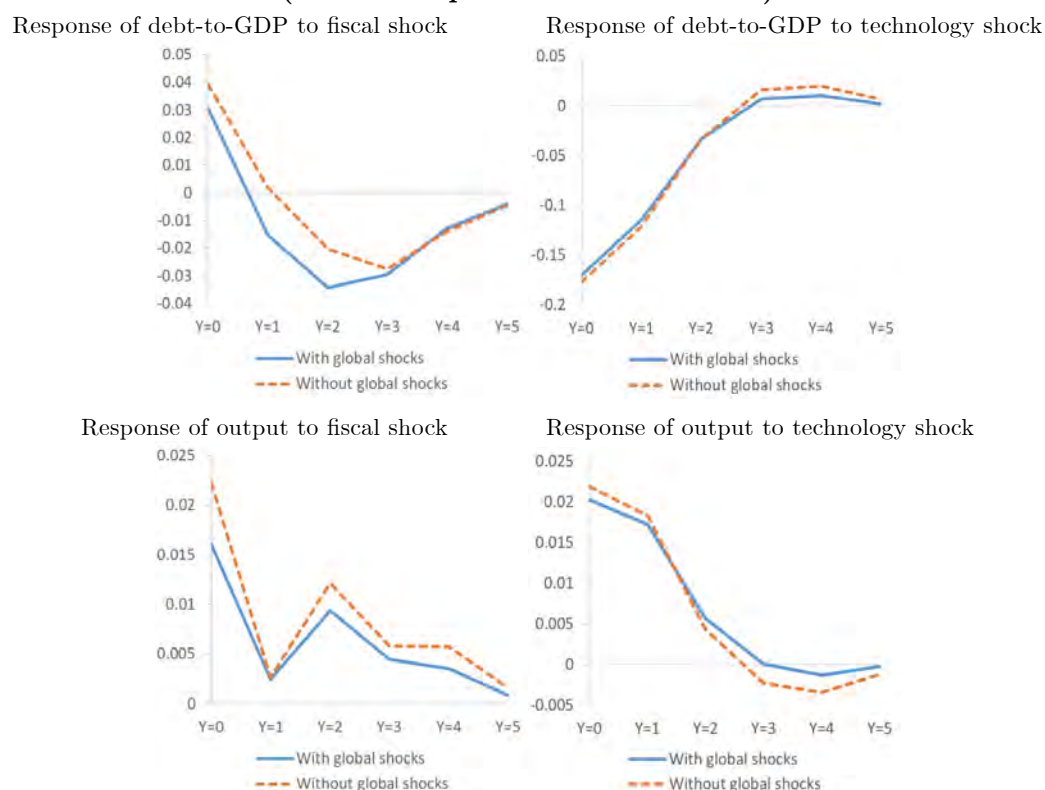 Response of debt-to-GDP to fiscal shock
Response of debt-to-GDP to technology shock
0.05
0.04
0.03
0.02
0.01
0
-0.01
-0.02
-0.03
-0.04
Y=0 Y=1 Y=2 Y=3 Y=4 Y=5
With global shocks
Without global shocks
0.05
0
-0.05
-0.1
-0.15
-0.2
Y=0 Y=1 Y=2 Y=3 Y=4 Y=5
With global shocks
Without global shocks
Response of output to fiscal shock
Response of output to technology shock
0.025
0.02
0.015
0.01
0.005
0
Y=0 Y=1 Y=2 Y=3 Y=4 Y=5
With global shocks
Without global shocks
0.025
0.02
0.015
0.01
0.005
0
-0.005
Y=0 Y=1 Y=2 Y=3 Y=4 Y=5
With global shocks
Without global shocks